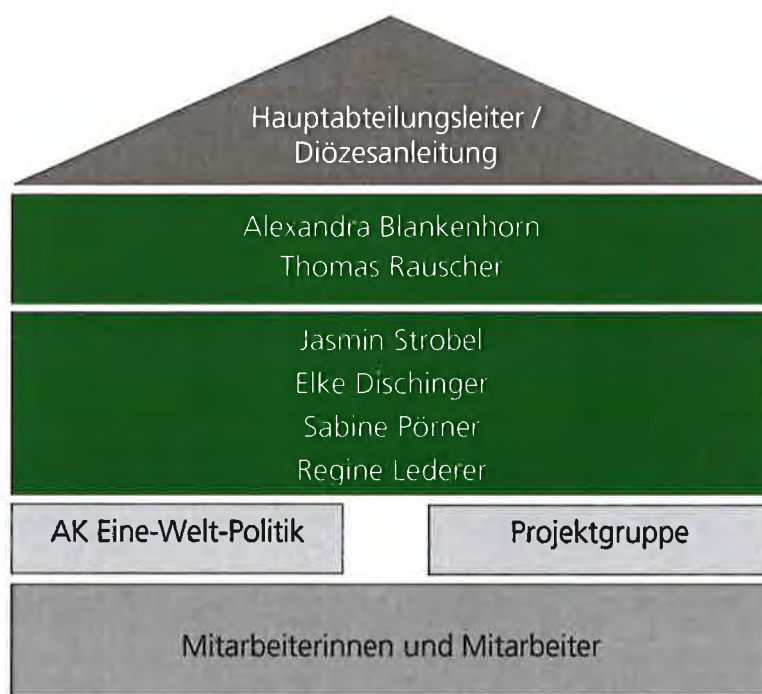 Hauptabteilungsleiter /
Diözesanleitung
Alexandra Blankenhorn
Thomas Rauscher
Jasmin Strobel
Elke Dischinger
Sabine Pörner
Regine Lederer
AK Eine-Welt-Politik
Projektgruppe
Mitarbeiterinnen und Mitarbeiter